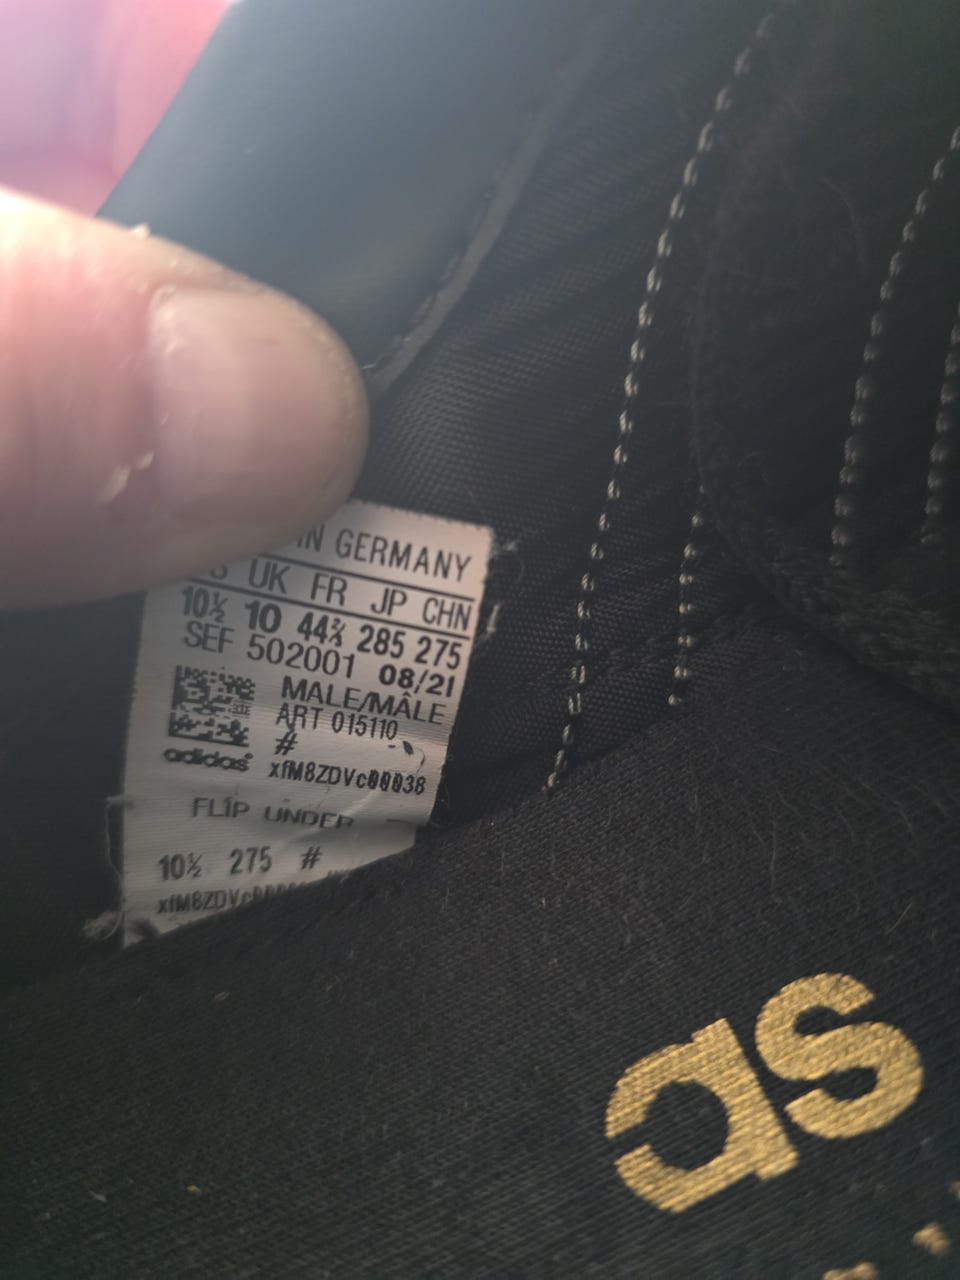 IN GERMANY
UK FR JP CHN
10½ 10 44⅔ 285 275
SEF 502001 08/21
MALE/MÂLE
ART 015110
#
adidas xfM8ZDVc00038
FLIP UNDER
10½ 275 #
as